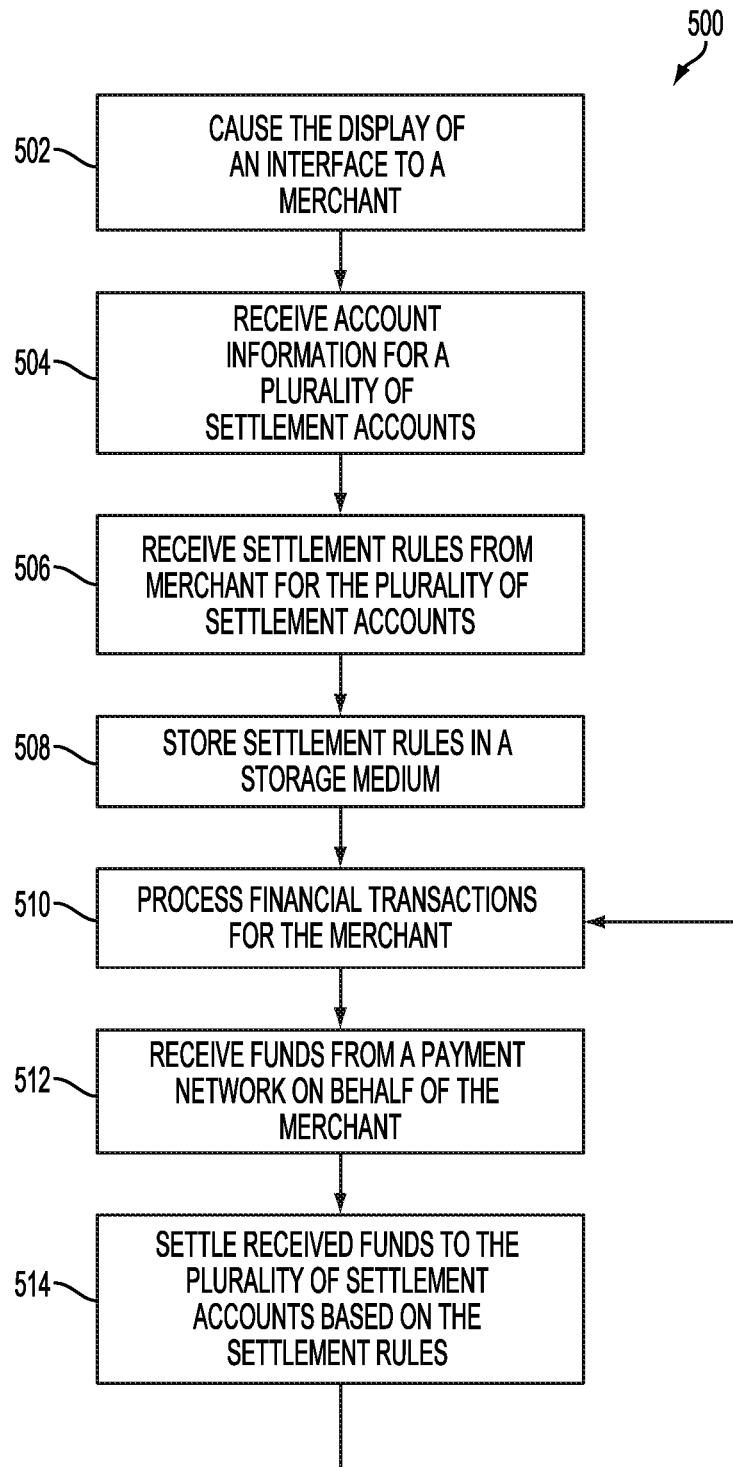 500
502
CAUSE THE DISPLAY OF
AN INTERFACE TO A
MERCHANT
504
RECEIVE ACCOUNT
INFORMATION FOR A
PLURALITY OF
SETTLEMENT ACCOUNTS
506
RECEIVE SETTLEMENT RULES FROM
MERCHANT FOR THE PLURALITY OF
SETTLEMENT ACCOUNTS
508
STORE SETTLEMENT RULES IN A
STORAGE MEDIUM
510
PROCESS FINANCIAL TRANSACTIONS
FOR THE MERCHANT
512
RECEIVE FUNDS FROM A PAYMENT
NETWORK ON BEHALF OF THE
MERCHANT
514
SETTLE RECEIVED FUNDS TO THE
PLURALITY OF SETTLEMENT
ACCOUNTS BASED ON THE
SETTLEMENT RULES